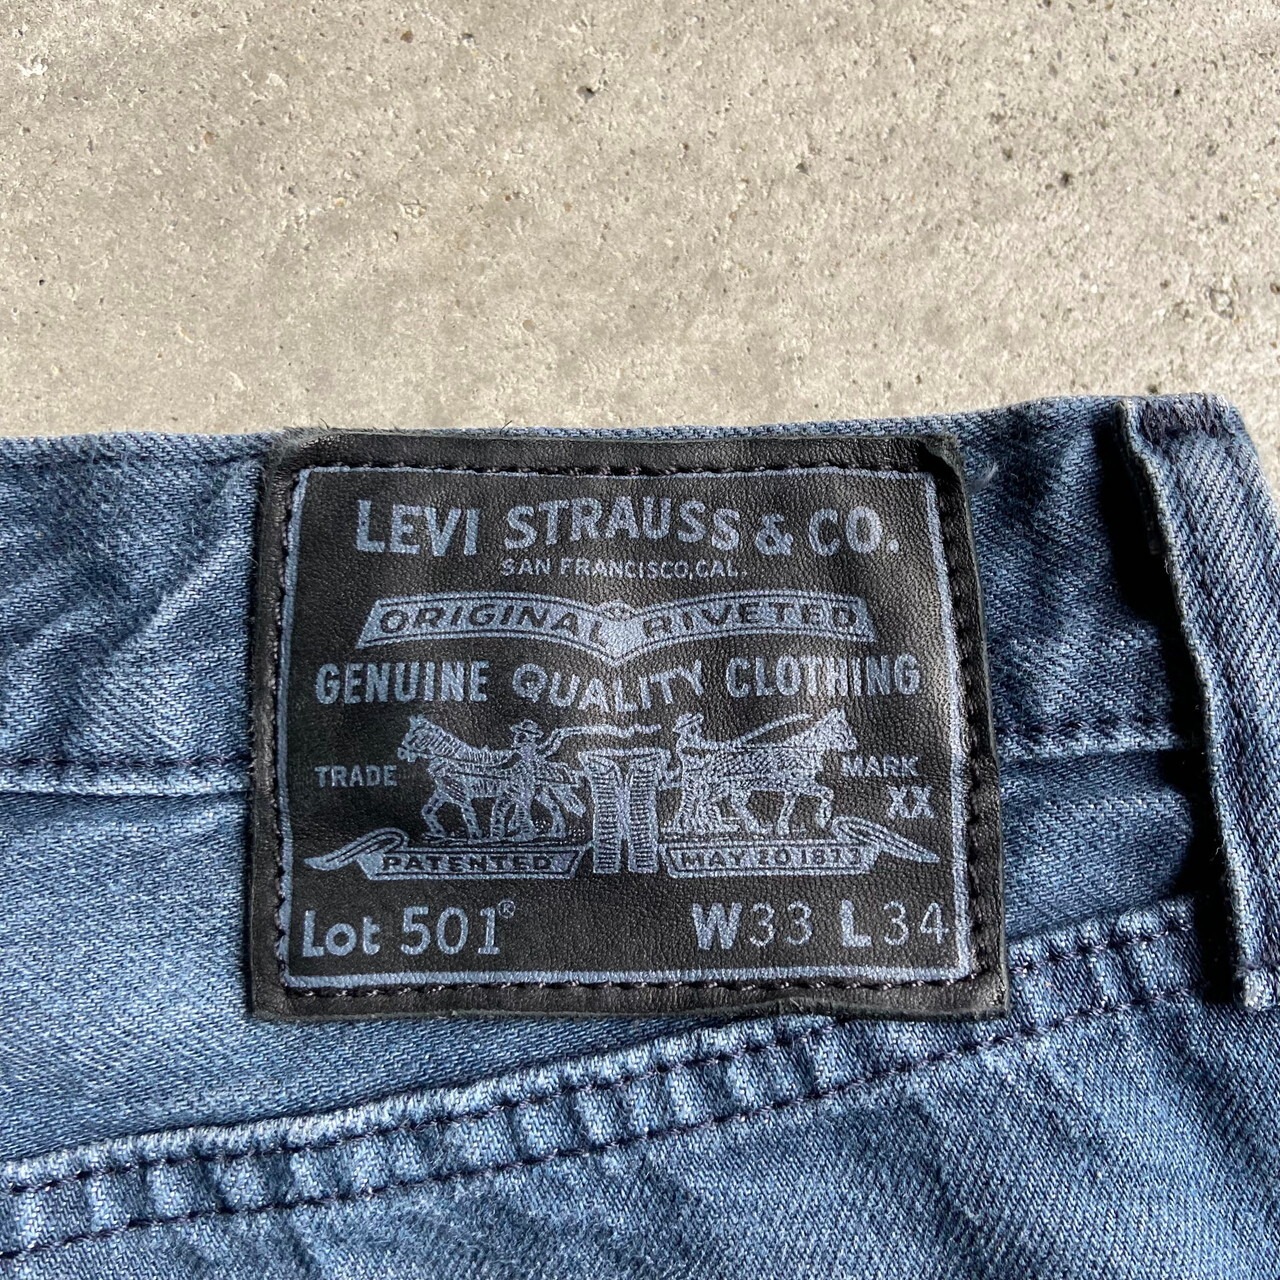 LEVI STRAUSS & CO.
SAN FRANCISCO, CAL.
ORIGINAL RIVETED
GENUINE QUALITY CLOTHING
TRADE MARK
XX
PATENTED MAY 20 1873
Lot 501® W33 L34